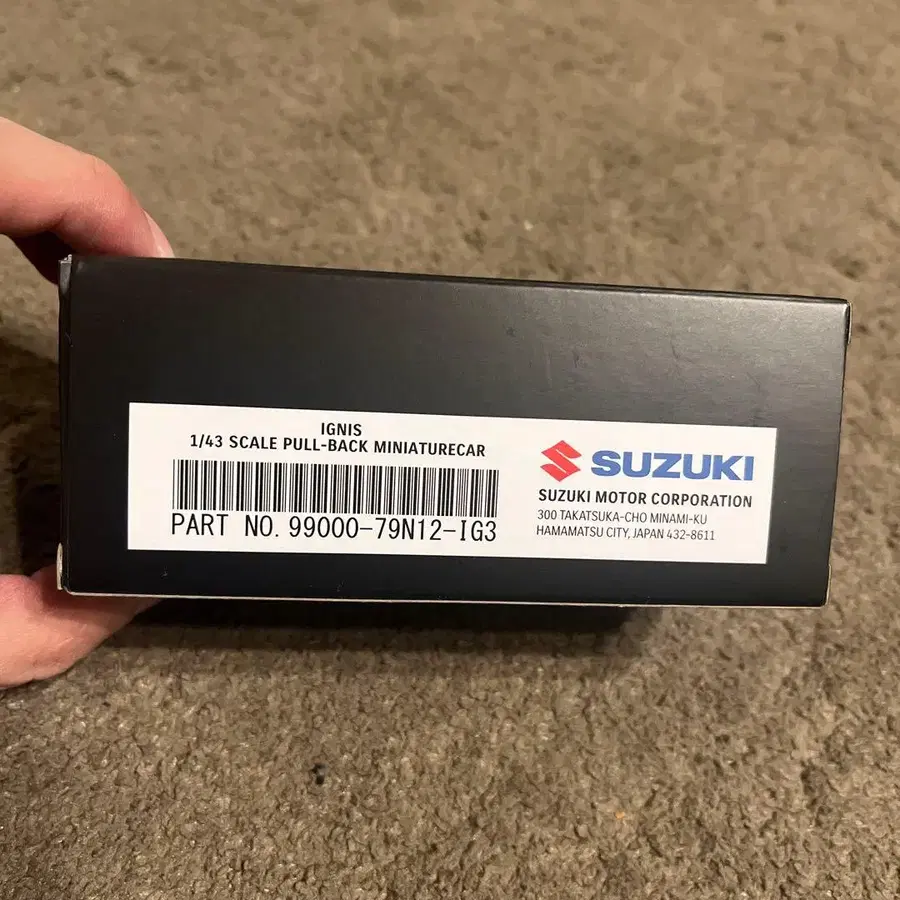 IGNIS
1/43 SCALE PULL-BACK MINIATURECAR
PART NO. 99000-79N12-IG3
SUZUKI
SUZUKI MOTOR CORPORATION
300 TAKATSUKA-CHO MINAMI-KU
HAMAMATSU CITY, JAPAN 432-8611